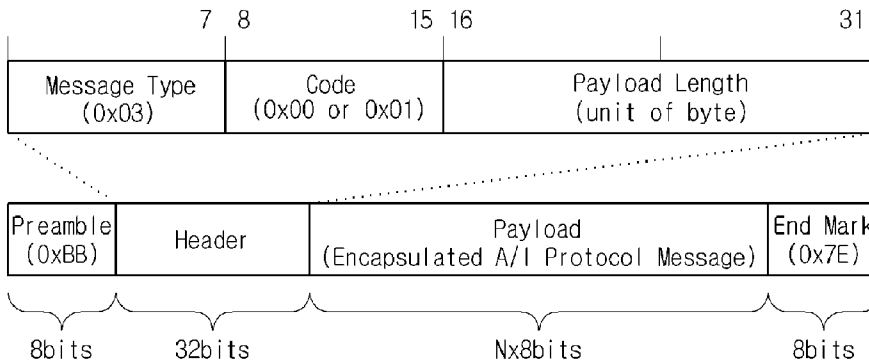 7 8 15 16 31
Message Type Code Payload Length
(0x03) (0x00 or 0x01) (unit of byte)
Preamble Header Payload End Mark
(0xBB) (Encapsulated A/I Protocol Message) (0x7E)
8bits 32bits Nx8bits 8bits